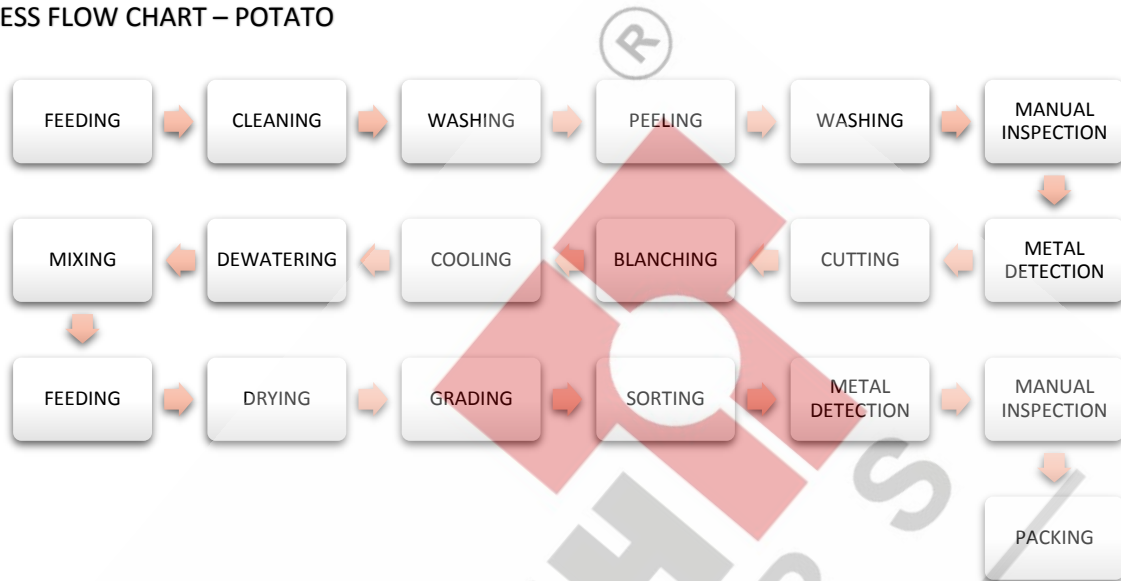 ESS FLOW CHART – POTATO
®
FEEDING
CLEANING
WASHING
PEELING
WASHING
MANUAL
INSPECTION
MIXING
DEWATERING
COOLING
BLANCHING
CUTTING
METAL
DETECTION
FEEDING
DRYING
GRADING
SORTING
METAL
DETECTION
MANUAL
INSPECTION
S
PACKING